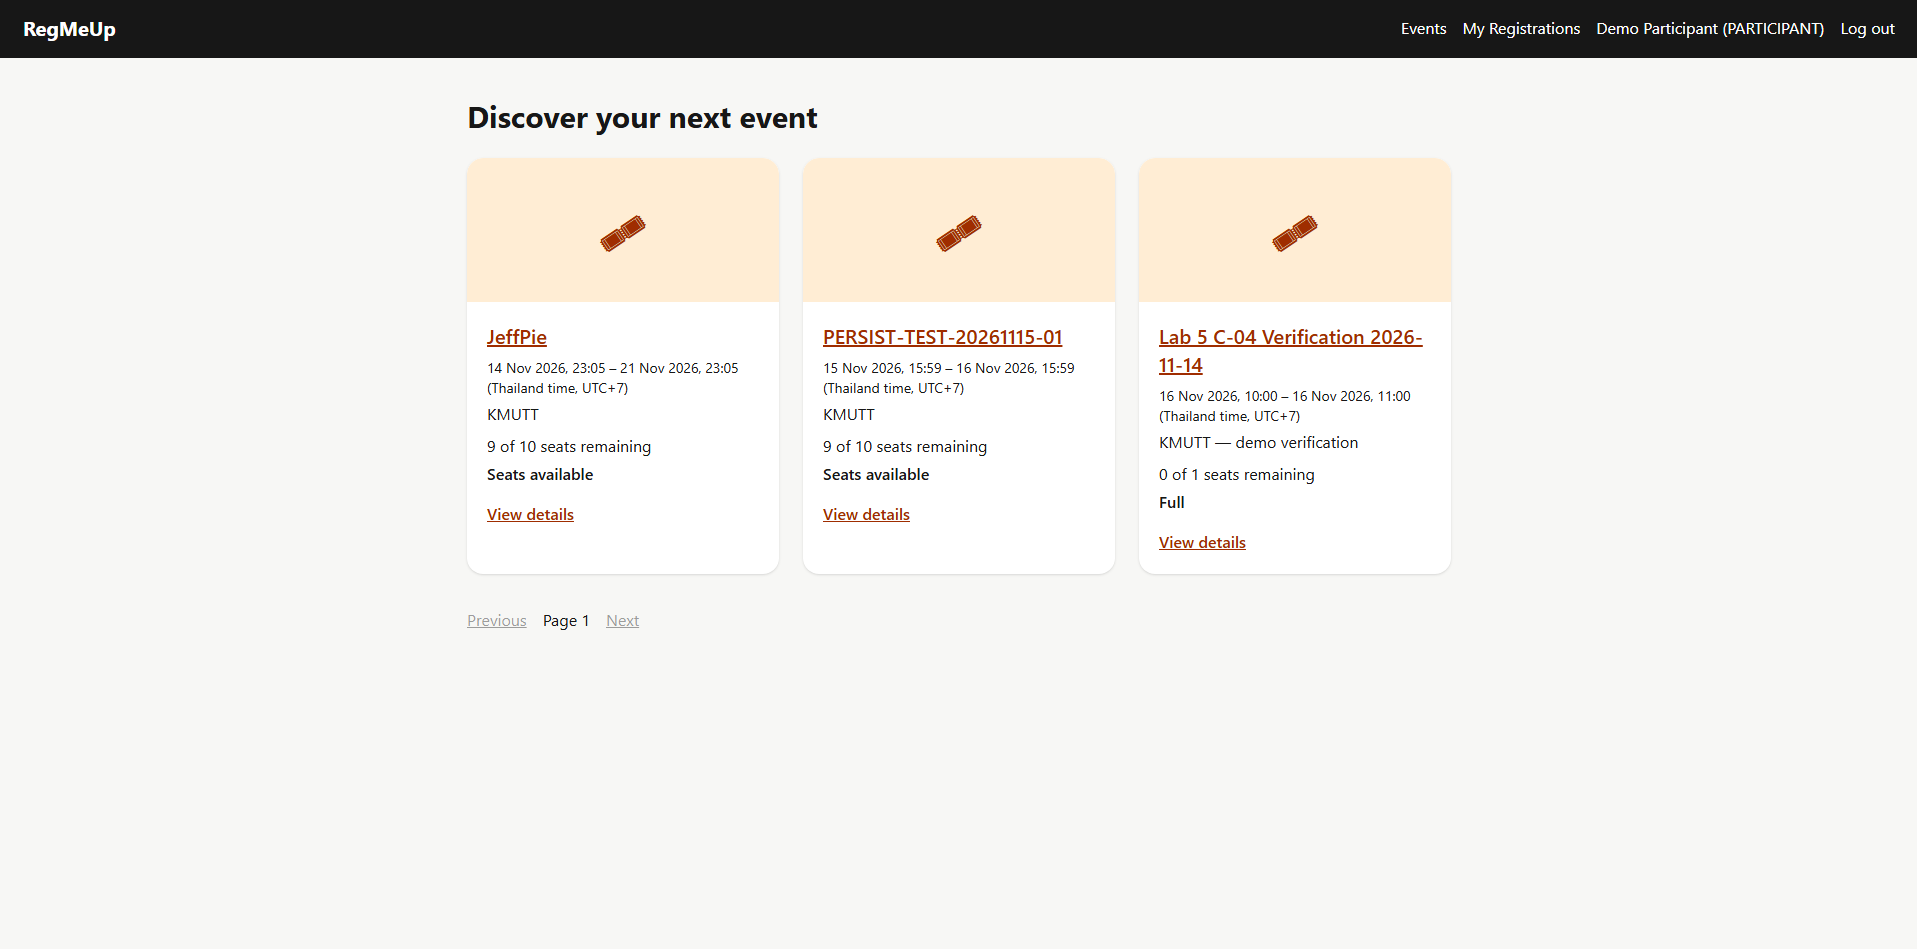 RegMeUp
Events My Registrations Demo Participant (PARTICIPANT) Log out
Discover your next event
JeffPie
14 Nov 2026, 23:05 – 21 Nov 2026, 23:05
(Thailand time, UTC+7)
KMUTT
9 of 10 seats remaining
Seats available
View details
PERSIST-TEST-20261115-01
15 Nov 2026, 15:59 – 16 Nov 2026, 15:59
(Thailand time, UTC+7)
KMUTT
9 of 10 seats remaining
Seats available
View details
Lab 5 C-04 Verification 2026-
11-14
16 Nov 2026, 10:00 – 16 Nov 2026, 11:00
(Thailand time, UTC+7)
KMUTT — demo verification
0 of 1 seats remaining
Full
View details
Previous Page 1 Next